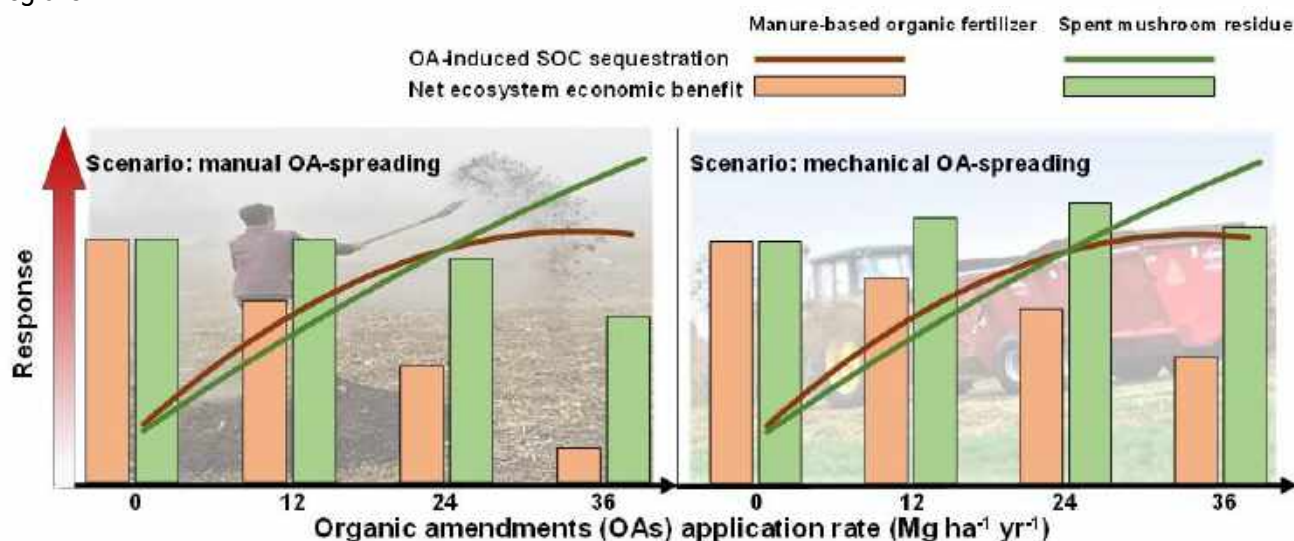 Manure-based organic fertilizer Spent mushroom residue
OA-induced SOC sequestration
Net ecosystem economic benefit
Scenario: manual OA-spreading Scenario: mechanical OA-spreading
Response
0 12 24 36 0 12 24 36
Organic amendments (OAs) application rate (Mg ha⁻¹ yr⁻¹)